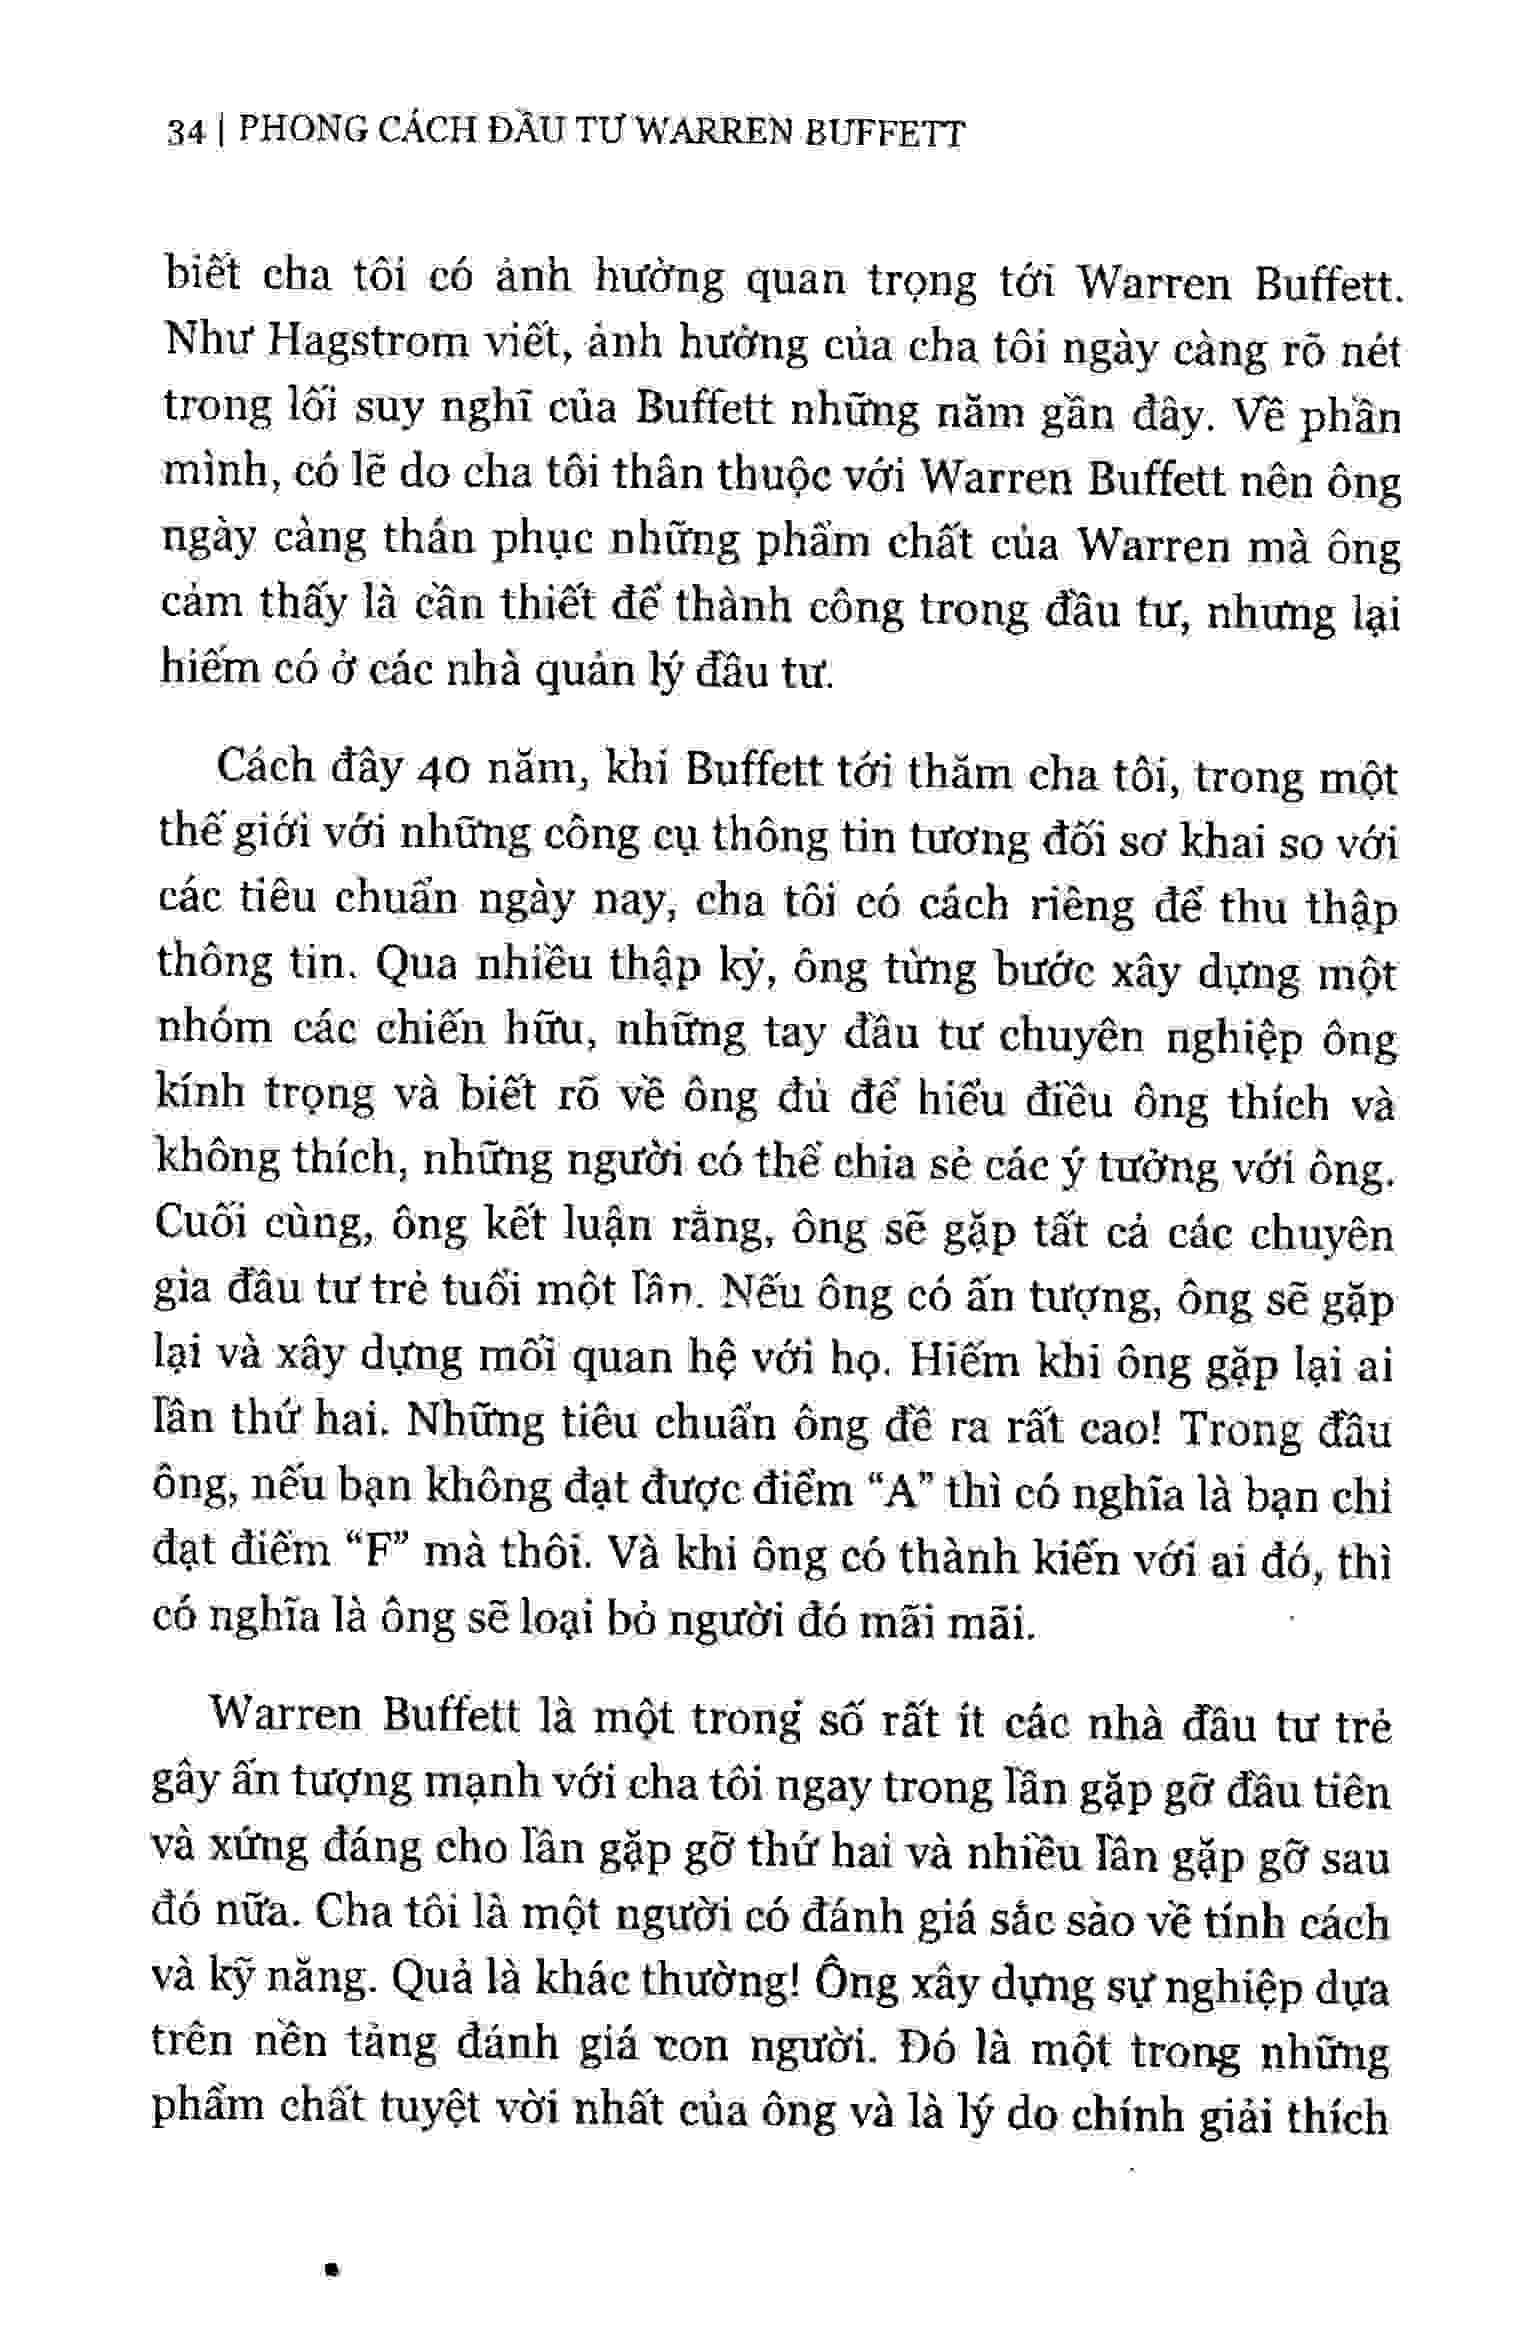 34 | PHONG CÁCH ĐẦU TƯ WARREN BUFFETT
biết cha tôi có ảnh hưởng quan trọng tới Warren Buffett.
Như Hagstrom viết, ảnh hưởng của cha tôi ngày càng rõ nét
trong lối suy nghĩ của Buffett những năm gần đây. Về phần
mình, có lẽ do cha tôi thân thuộc với Warren Buffett nên ông
ngày càng thán phục những phẩm chất của Warren mà ông
cảm thấy là cần thiết để thành công trong đầu tư, nhưng lại
hiếm có ở các nhà quản lý đầu tư.
Cách đây 40 năm, khi Buffett tới thăm cha tôi, trong một
thế giới với những công cụ thông tin tương đối sơ khai so với
các tiêu chuẩn ngày nay, cha tôi có cách riêng để thu thập
thông tin. Qua nhiều thập kỷ, ông từng bước xây dựng một
nhóm các chiến hữu, những tay đầu tư chuyên nghiệp ông
kính trọng và biết rõ về ông đủ để hiểu điều ông thích và
không thích, những người có thể chia sẻ các ý tưởng với ông.
Cuối cùng, ông kết luận rằng, ông sẽ gặp tất cả các chuyên
gia đầu tư trẻ tuổi một lần. Nếu ông có ấn tượng, ông sẽ gặp
lại và xây dựng mối quan hệ với họ. Hiếm khi ông gặp lại ai
lần thứ hai. Những tiêu chuẩn ông đề ra rất cao! Trong đầu
ông, nếu bạn không đạt được điểm “A” thì có nghĩa là bạn chỉ
đạt điểm “F” mà thôi. Và khi ông có thành kiến với ai đó, thì
có nghĩa là ông sẽ loại bỏ người đó mãi mãi.
Warren Buffett là một trong số rất ít các nhà đầu tư trẻ
gây ấn tượng mạnh với cha tôi ngay trong lần gặp gỡ đầu tiên
và xứng đáng cho lần gặp gỡ thứ hai và nhiều lần gặp gỡ sau
đó nữa. Cha tôi là một người có đánh giá sắc sảo về tính cách
và kỹ năng. Quả là khác thường! Ông xây dựng sự nghiệp dựa
trên nền tảng đánh giá con người. Đó là một trong những
phẩm chất tuyệt vời nhất của ông và là lý do chính giải thích